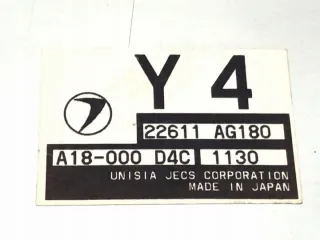 Y 4
22611 AG180
A18-000 D4C 1130
UNISIA JECS CORPORATION
MADE IN JAPAN